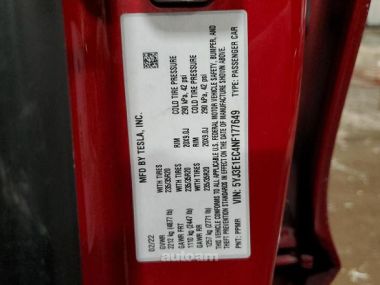 MFD BY TESLA, INC.
02/22
GVWR
2212 kg (4877 lb)
GAWR FRT WITH TIRES RIM COLD TIRE PRESSURE
1110 kg (2447 lb) 235/35R20 20X9.0J 290 kPa, 42 psi
GAWR RR WITH TIRES RIM COLD TIRE PRESSURE
1257 kg (2771 lb) 235/35R20 20X9.0J 290 kPa, 42 psi
THIS VEHICLE CONFORMS TO ALL APPLICABLE U.S. FEDERAL MOTOR VEHICLE SAFETY, BUMPER, AND
THEFT PREVENTION STANDARDS IN EFFECT ON THE DATE OF MANUFACTURE SHOWN ABOVE.
VIN: 5YJ3E1EC4NF177649 TYPE: PASSENGER CAR
PNT: PPMR
autoam